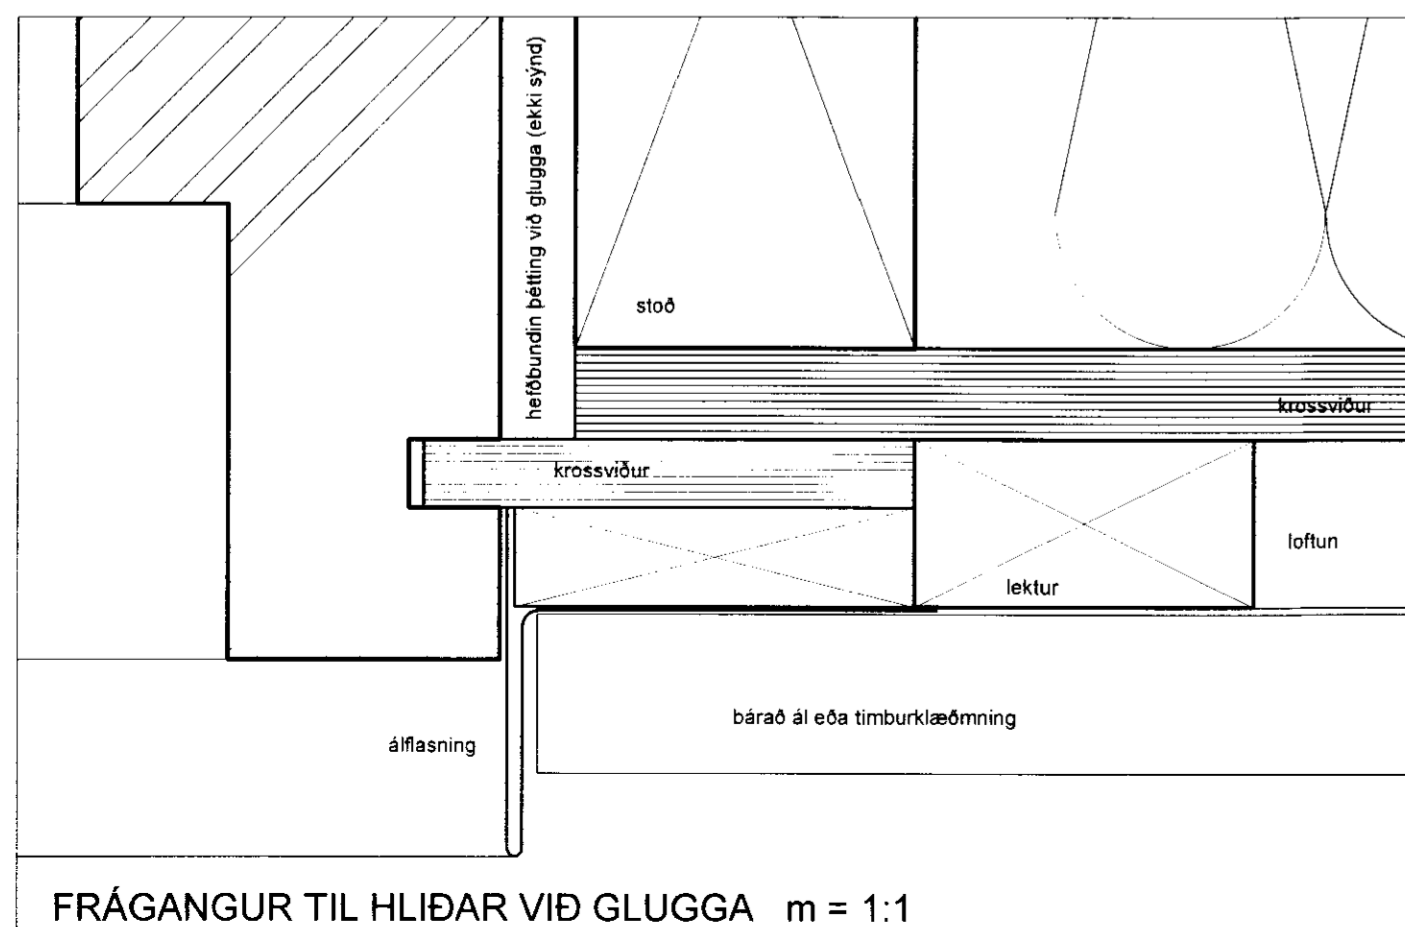 hefðbundin þétting við glugga (ekki sýnd)
stoð
krossviður
krossviður
loftun
lektur
bárað ál eða timburklæðmning
álflasning
FRÁGANGUR TIL HLIÐAR VIÐ GLUGGA m = 1:1